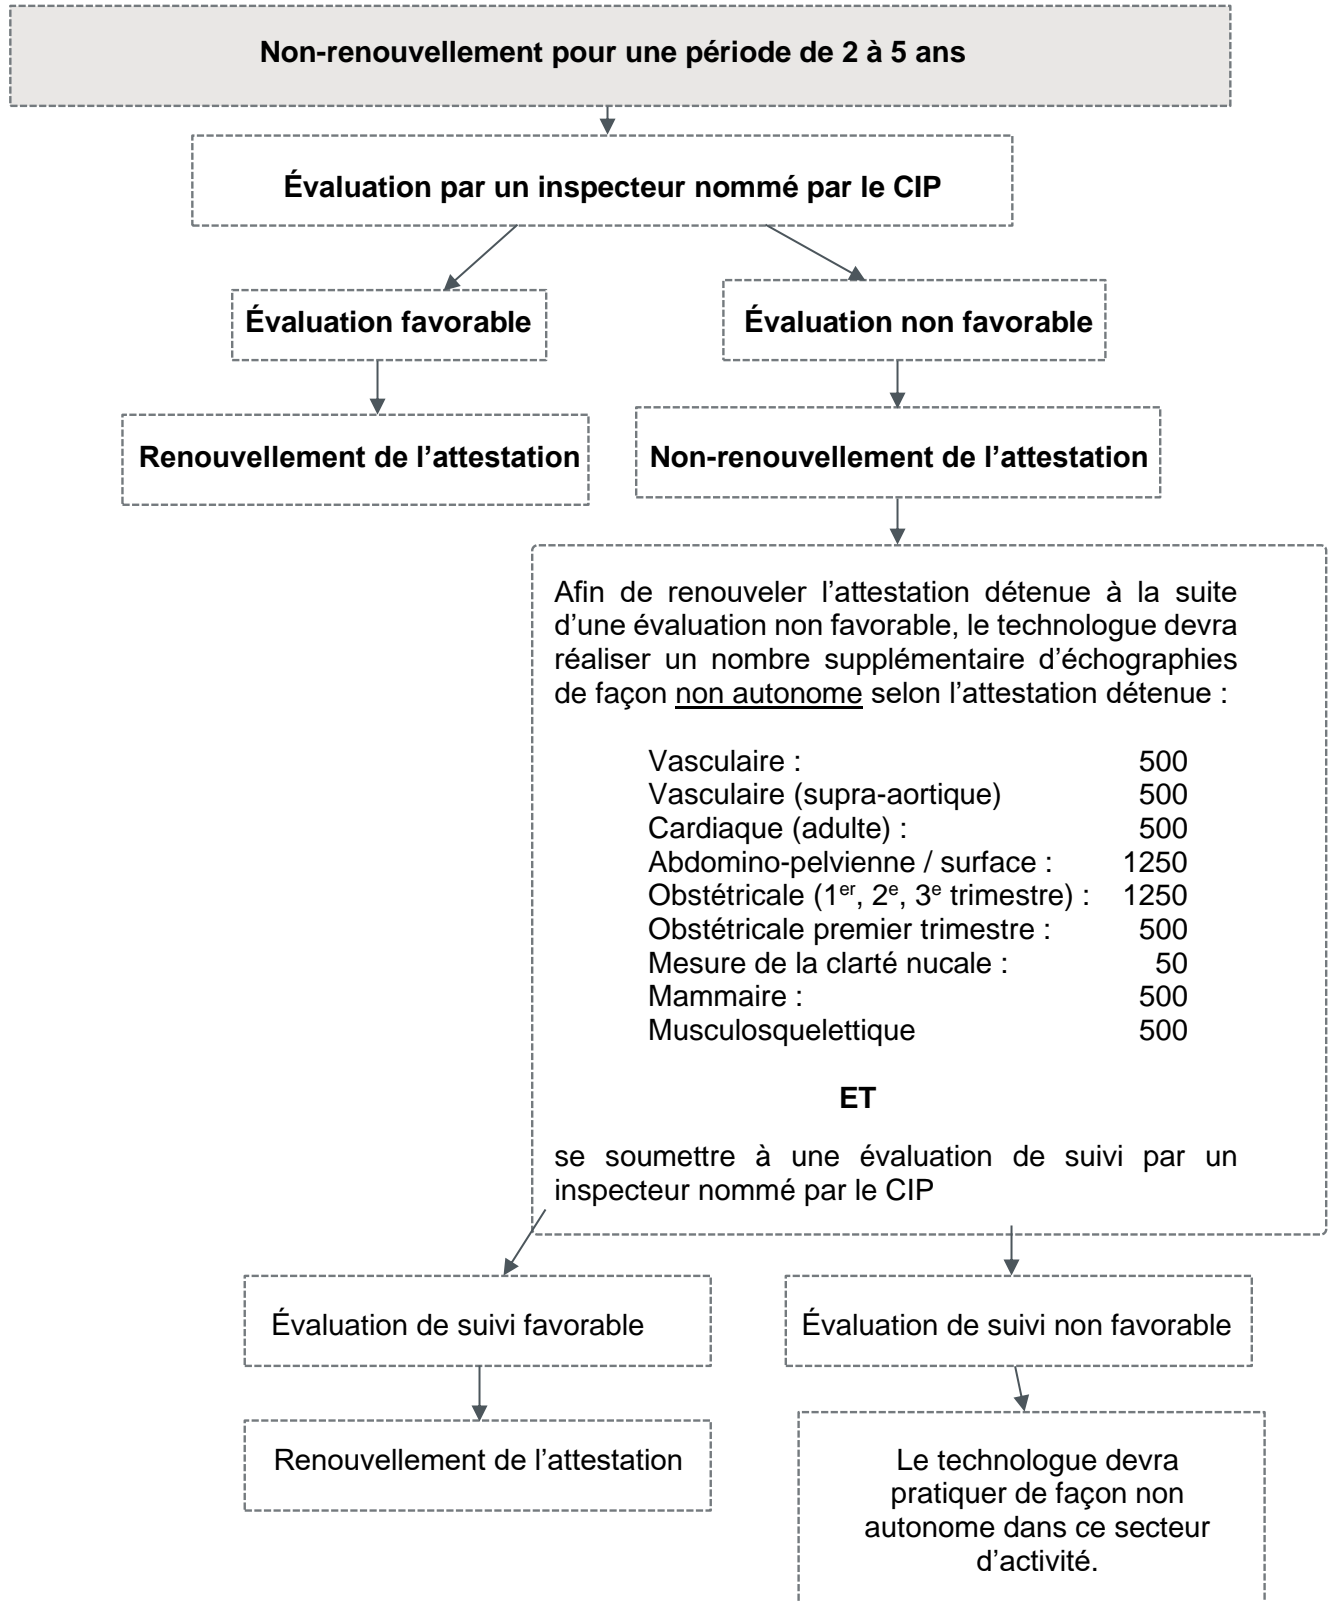 Non-renouvellement pour une période de 2 à 5 ans
Évaluation par un inspecteur nommé par le CIP
Évaluation favorable
Évaluation non favorable
Renouvellement de l’attestation
Non-renouvellement de l’attestation
Afin de renouveler l’attestation détenue à la suite
d’une évaluation non favorable, le technologue devra
réaliser un nombre supplémentaire d’échographies
de façon non autonome selon l’attestation détenue :
Vasculaire : 500
Vasculaire (supra-aortique) 500
Cardiaque (adulte) : 500
Abdomino-pelvienne / surface : 1250
Obstétricale (1er, 2e, 3e trimestre) : 1250
Obstétricale premier trimestre : 500
Mesure de la clarté nucale : 50
Mammaire : 500
Musculosquelettique 500
ET
se soumettre à une évaluation de suivi par un
inspecteur nommé par le CIP
Évaluation de suivi favorable
Évaluation de suivi non favorable
Renouvellement de l’attestation
Le technologue devra
pratiquer de façon non
autonome dans ce secteur
d’activité.